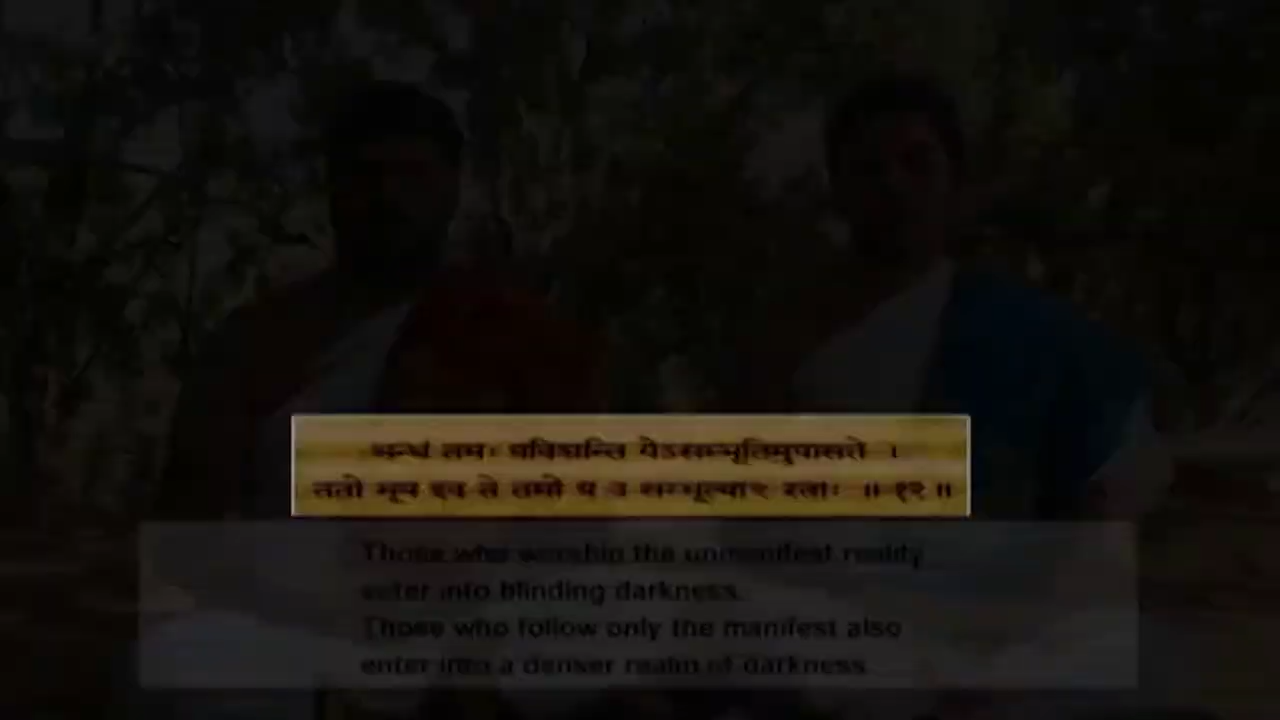 अन्धं तमः प्रविशन्ति येऽसम्भूतिमुपासते ।
ततो भूय इव ते तमो य उ सम्भूत्याꣳ रताः ॥ १२ ॥
Those who worship the unmanifest reality
enter into blinding darkness.
Those who follow only the manifest also
enter into a denser realm of darkness